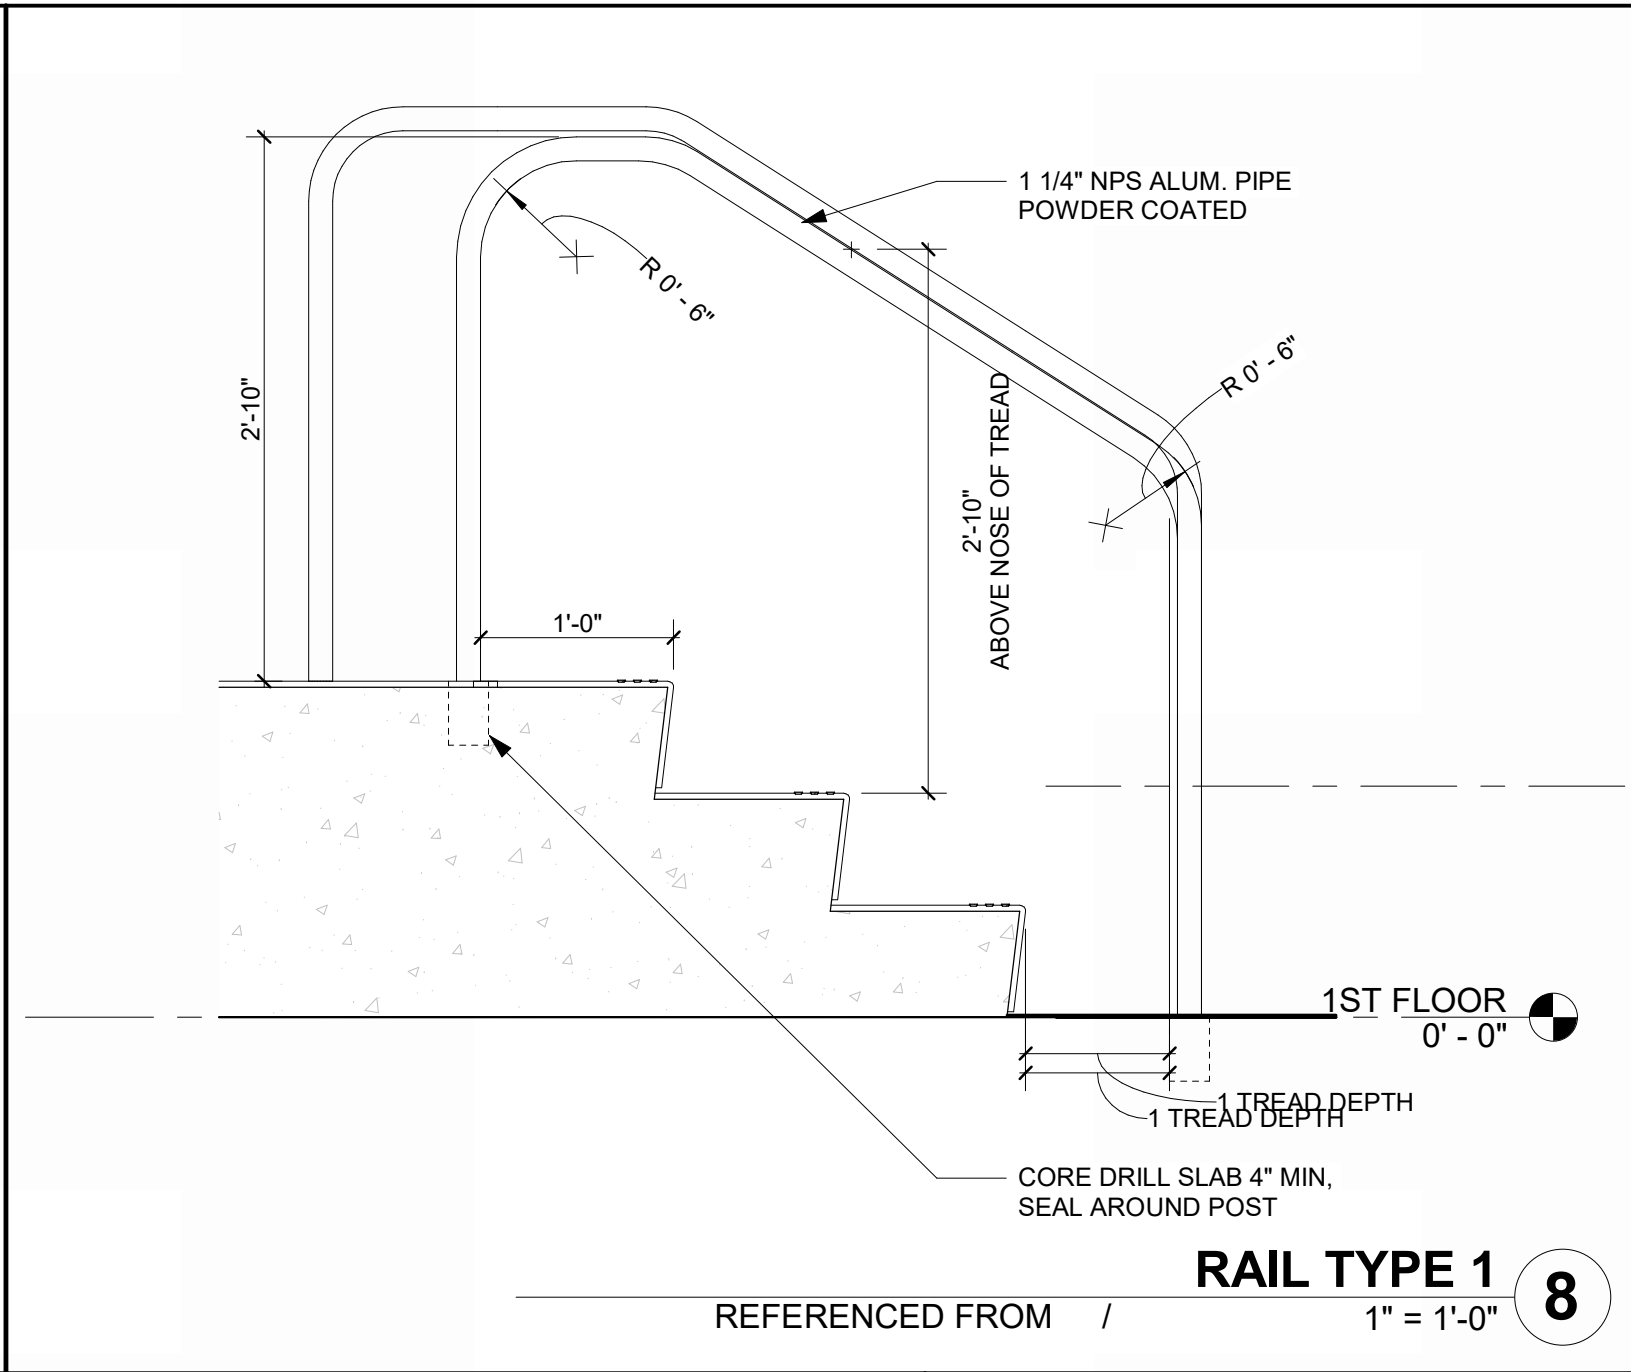 1 1/4" NPS ALUM. PIPE
POWDER COATED
R 0' - 6"
R 0' - 6"
2'-10"
2'-10"
ABOVE NOSE OF TREAD
1'-0"
1ST FLOOR
0' - 0"
1 TREAD DEPTH
1 TREAD DEPTH
CORE DRILL SLAB 4" MIN,
SEAL AROUND POST
RAIL TYPE 1
8
REFERENCED FROM /
1" = 1'-0"